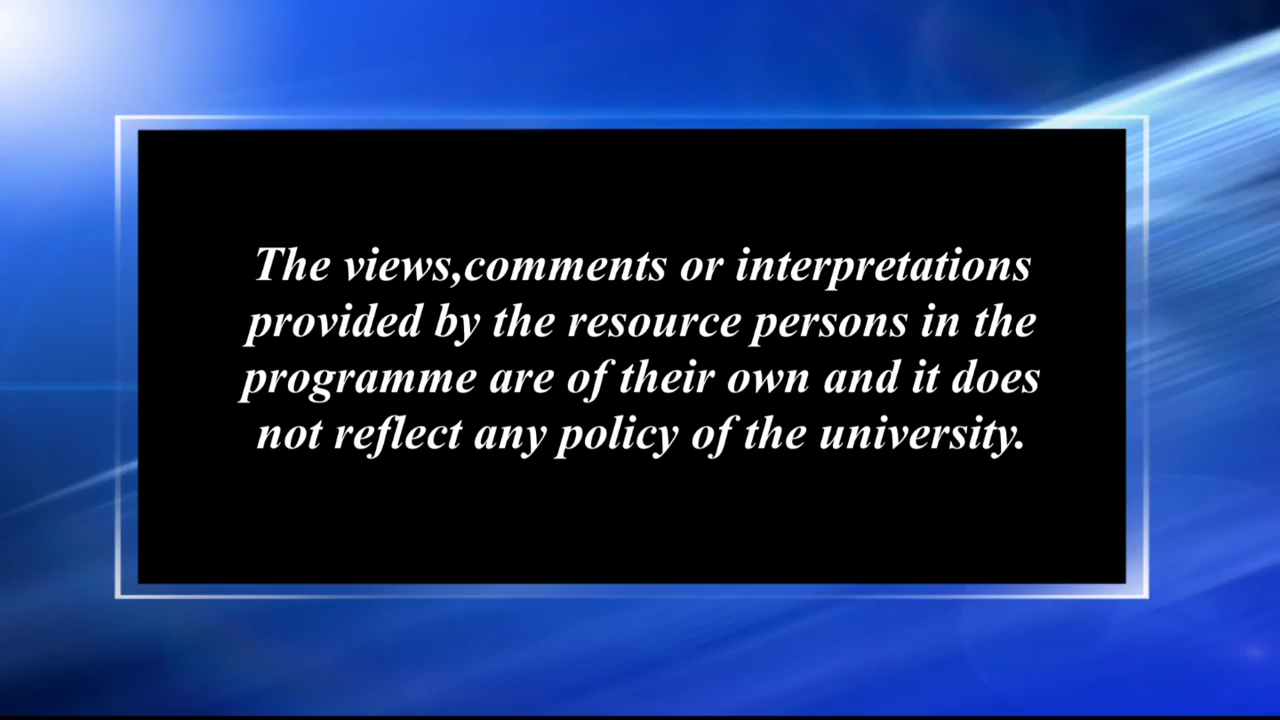 The views,comments or interpretations
provided by the resource persons in the
programme are of their own and it does
not reflect any policy of the university.